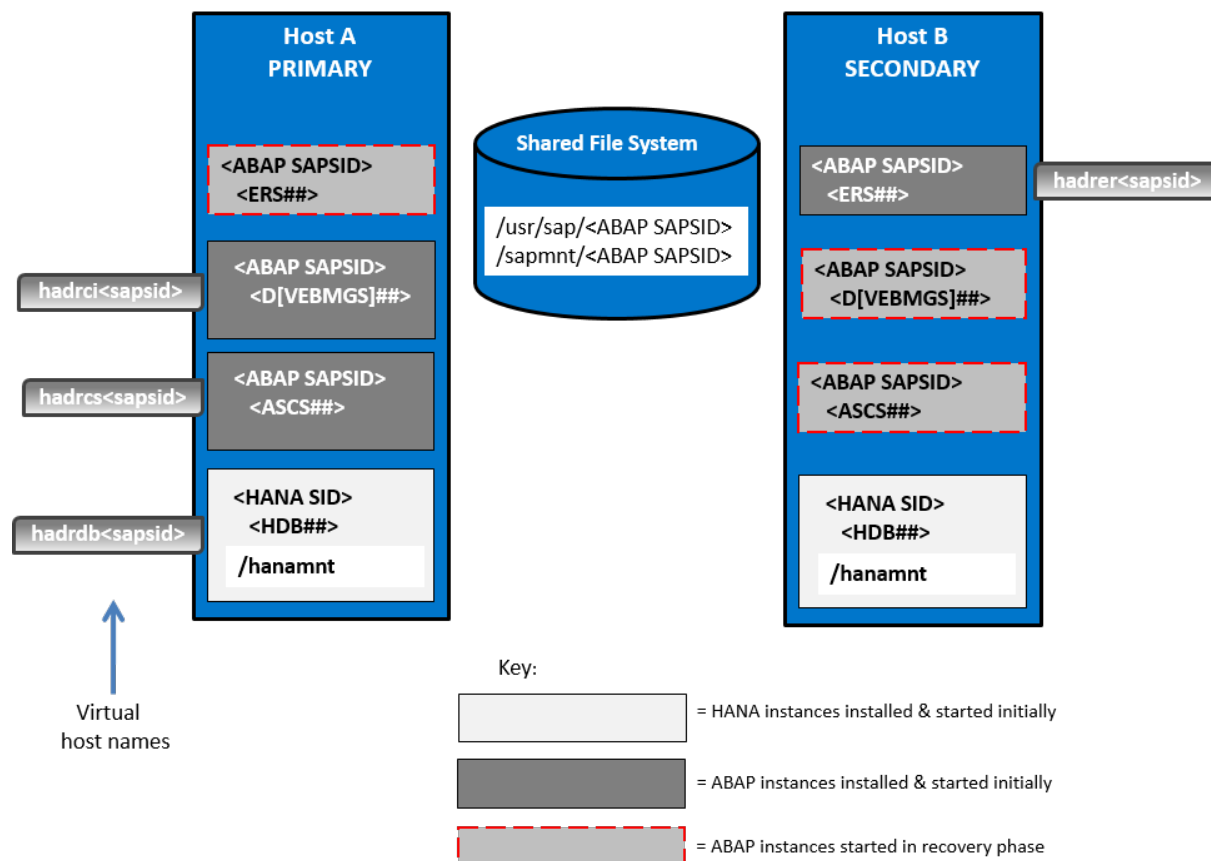 Host A
PRIMARY
<ABAP SAPSID>
<ERS##>
<ABAP SAPSID>
<D[VEBMGS]##>
<ABAP SAPSID>
<ASCS##>
<HANA SID>
<HDB##>
/hanamnt
hadrci<sapsid>
hadrcs<sapsid>
hadrdb<sapsid>
Virtual
host names
Shared File System
/usr/sap/<ABAP SAPSID>
/sapmnt/<ABAP SAPSID>
Host B
SECONDARY
<ABAP SAPSID>
<ERS##>
<ABAP SAPSID>
<D[VEBMGS]##>
<ABAP SAPSID>
<ASCS##>
<HANA SID>
<HDB##>
/hanamnt
hadrer<sapsid>
Key:
= HANA instances installed & started initially
= ABAP instances installed & started initially
= ABAP instances started in recovery phase